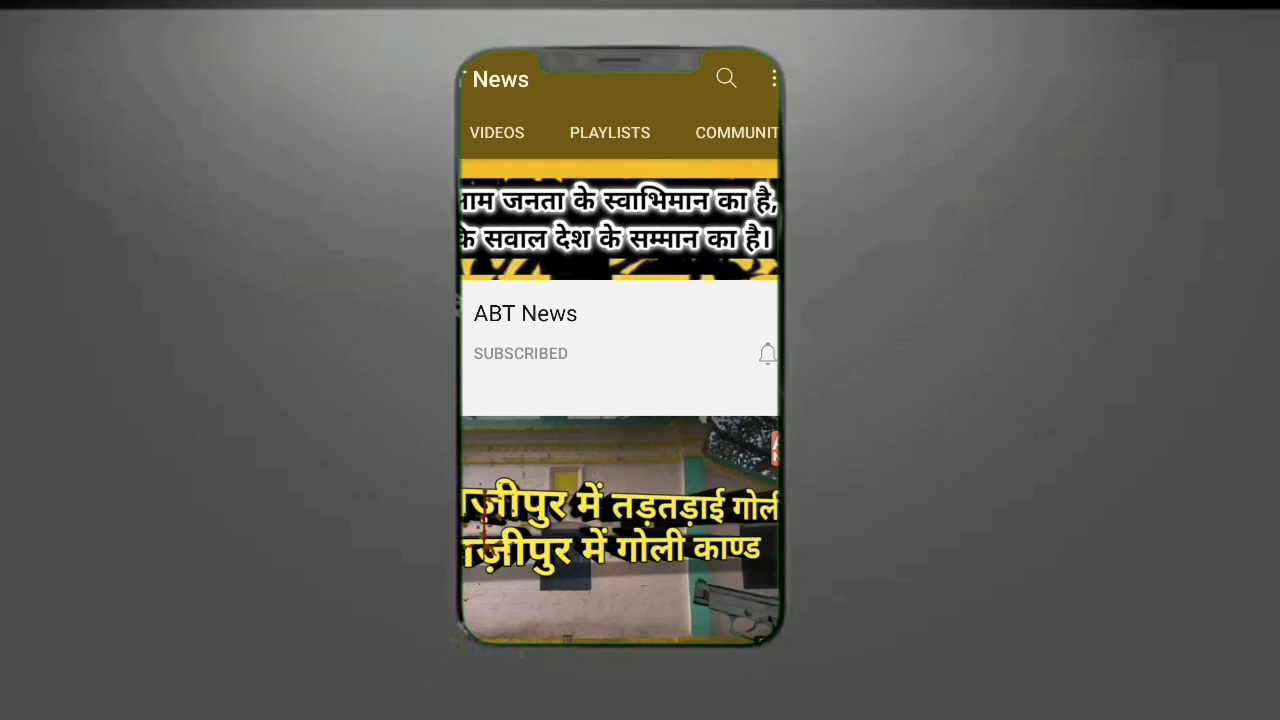 News
VIDEOS PLAYLISTS COMMUNIT
जनता के स्वाभिमान का है,
सवाल देश के सम्मान का है।
ABT News
SUBSCRIBED
में तड़तड़ाई गोली
में गोली काण्ड